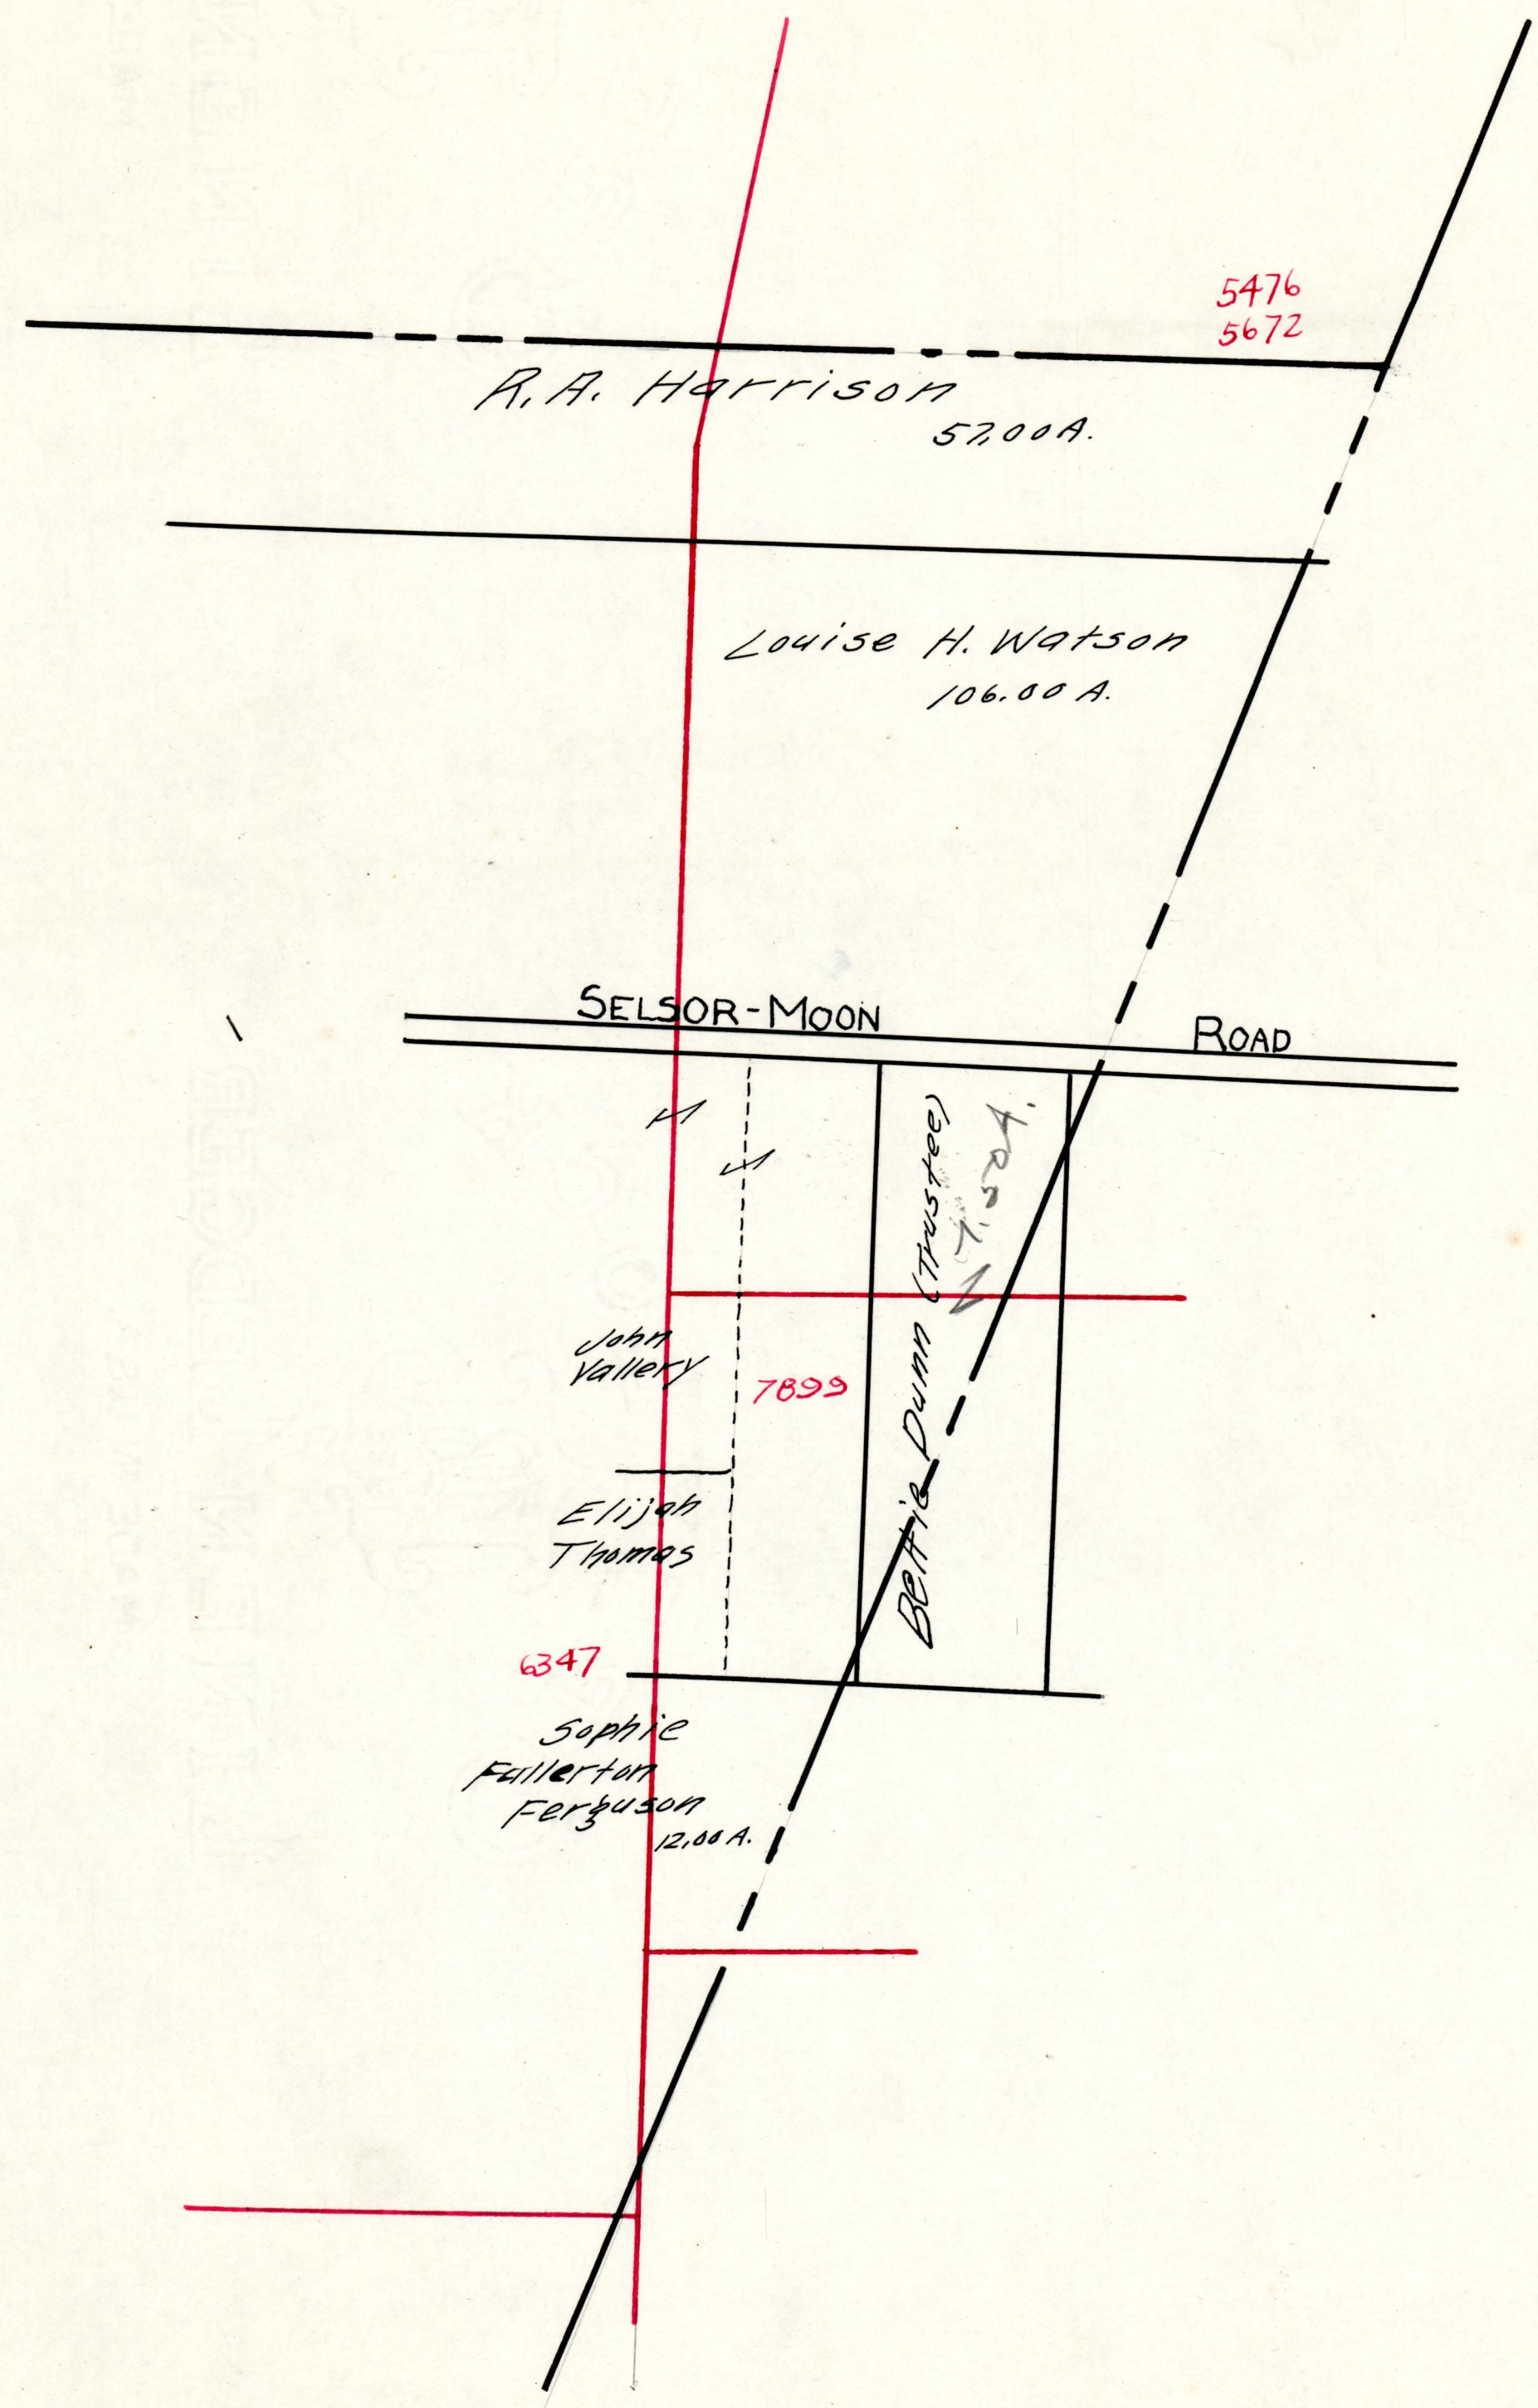 5476
5672
R.A. Harrison
57.00 A.
Louise H. Watson
106.00 A.
SELSOR-MOON ROAD
John
Vallery
7899
Bettie Dunn (Trustee)
Elijah
Thomas
6347
Sophie
Fullerton
Ferguson
12.00 A.